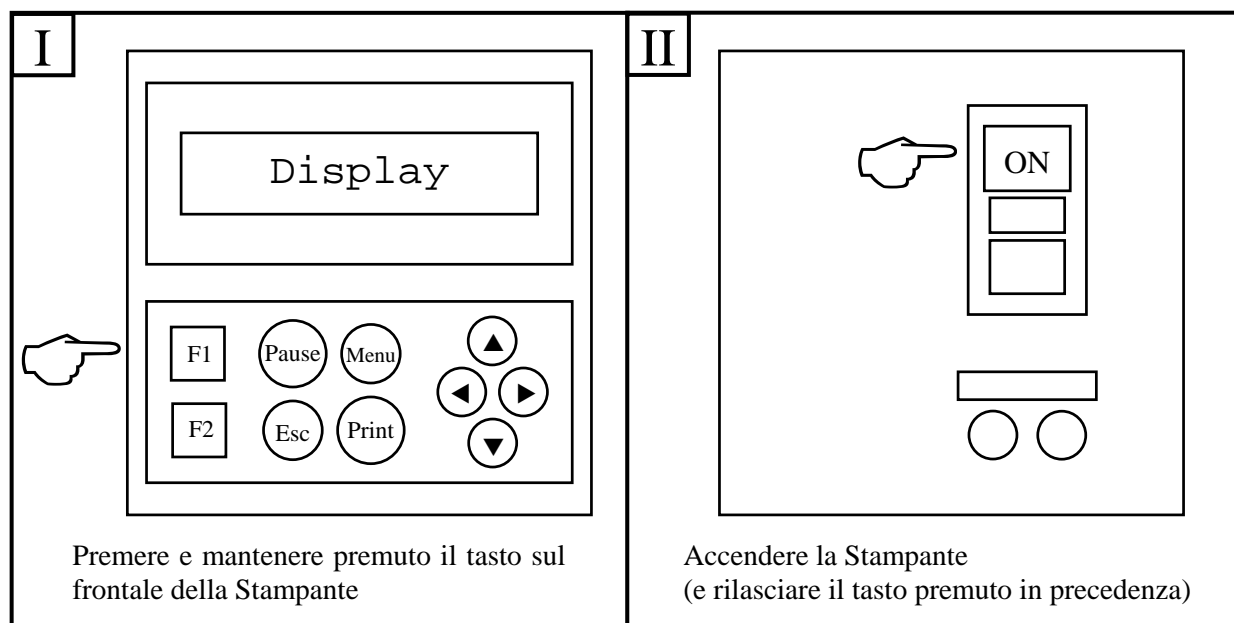 I
Display
F1
Pause
Menu
F2
Esc
Print
Premere e mantenere premuto il tasto sul
frontale della Stampante
II
ON
Accendere la Stampante
(e rilasciare il tasto premuto in precedenza)